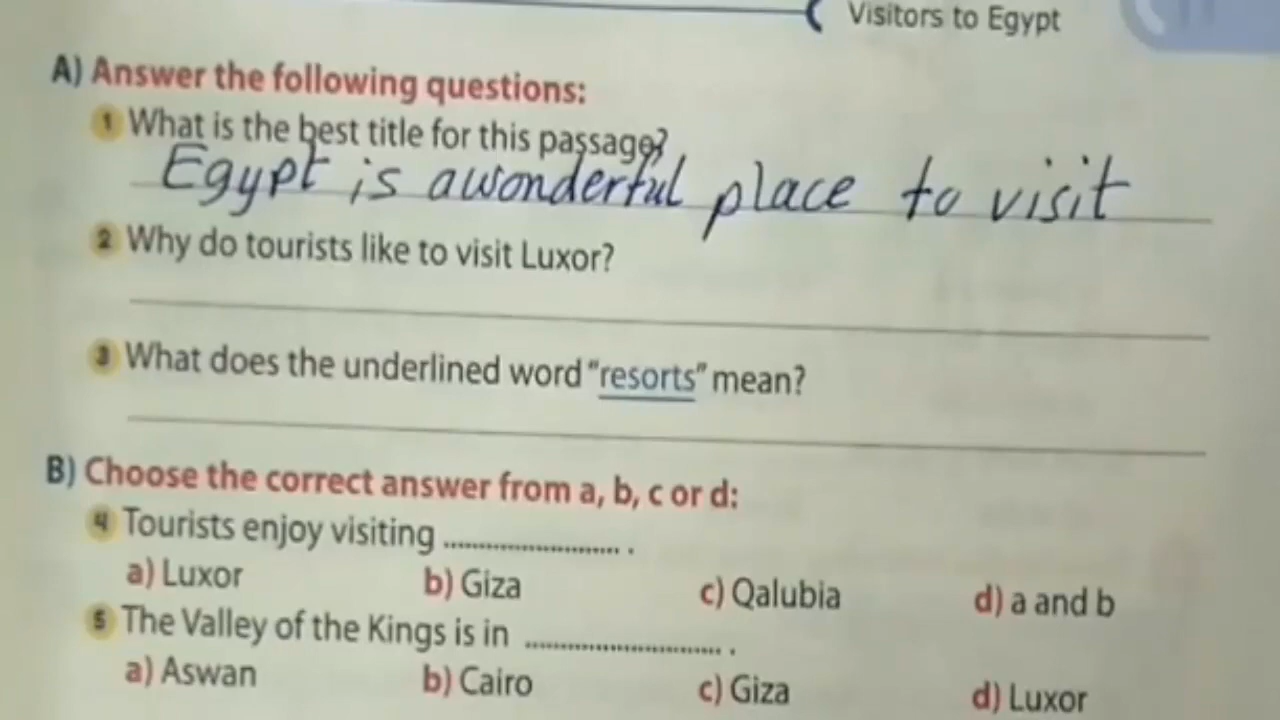 Visitors to Egypt
A) Answer the following questions:
1 What is the best title for this passage?
Egypt is awonderful place to visit
2 Why do tourists like to visit Luxor?
3 What does the underlined word "resorts" mean?
B) Choose the correct answer from a, b, c or d:
4 Tourists enjoy visiting ......................... .
a) Luxor b) Giza c) Qalubia d) a and b
5 The Valley of the Kings is in ............................ .
a) Aswan b) Cairo c) Giza d) Luxor